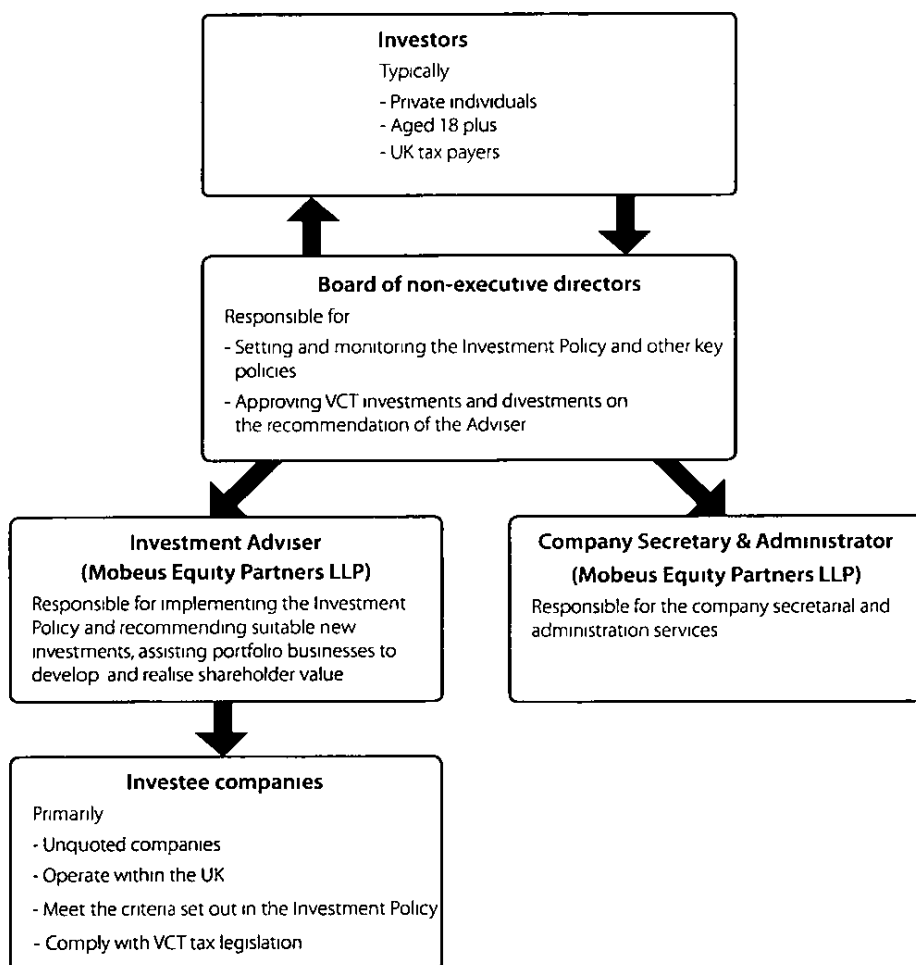 Investors
Typically
- Private individuals
- Aged 18 plus
- UK tax payers
Board of non-executive directors
Responsible for
- Setting and monitoring the Investment Policy and other key
policies
- Approving VCT investments and divestments on
the recommendation of the Adviser
Investment Adviser
(Mobeus Equity Partners LLP)
Responsible for implementing the Investment
Policy and recommending suitable new
investments, assisting portfolio businesses to
develop and realise shareholder value
Company Secretary & Administrator
(Mobeus Equity Partners LLP)
Responsible for the company secretarial and
administration services
Investee companies
Primarily
- Unquoted companies
- Operate within the UK
- Meet the criteria set out in the Investment Policy
- Comply with VCT tax legislation